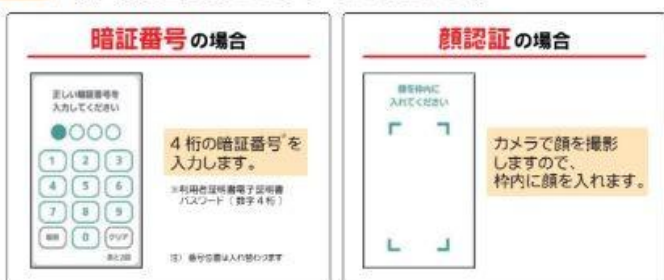 暗証番号の場合
正しい暗証番号を
入力してください
1 2 3
4 5 6
7 8 9
0 クリア
あと2回
4桁の暗証番号*を
入力します。
※利用者証明書電子証明書
パスワード(数字4桁)
注)番号位置は入れ替わります
顔認証の場合
顔を枠内に
入れてください
カメラで顔を撮影
しますので、
枠内に顔を入れます。